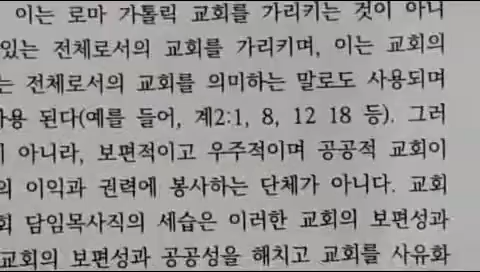 이는 로마 가톨릭 교회를 가리키는 것이 아니
있는 전체로서의 교회를 가리키며, 이는 교회의
는 전체로서의 교회를 의미하는 말로도 사용되며
사용 된다(예를 들어, 계2:1, 8, 12 18 등). 그러
아니라, 보편적이고 우주적이며 공공적 교회이
의 이익과 권력에 봉사하는 단체가 아니다. 교회
회 담임목사직의 세습은 이러한 교회의 보편성과
교회의 보편성과 공공성을 해치고 교회를 사유화